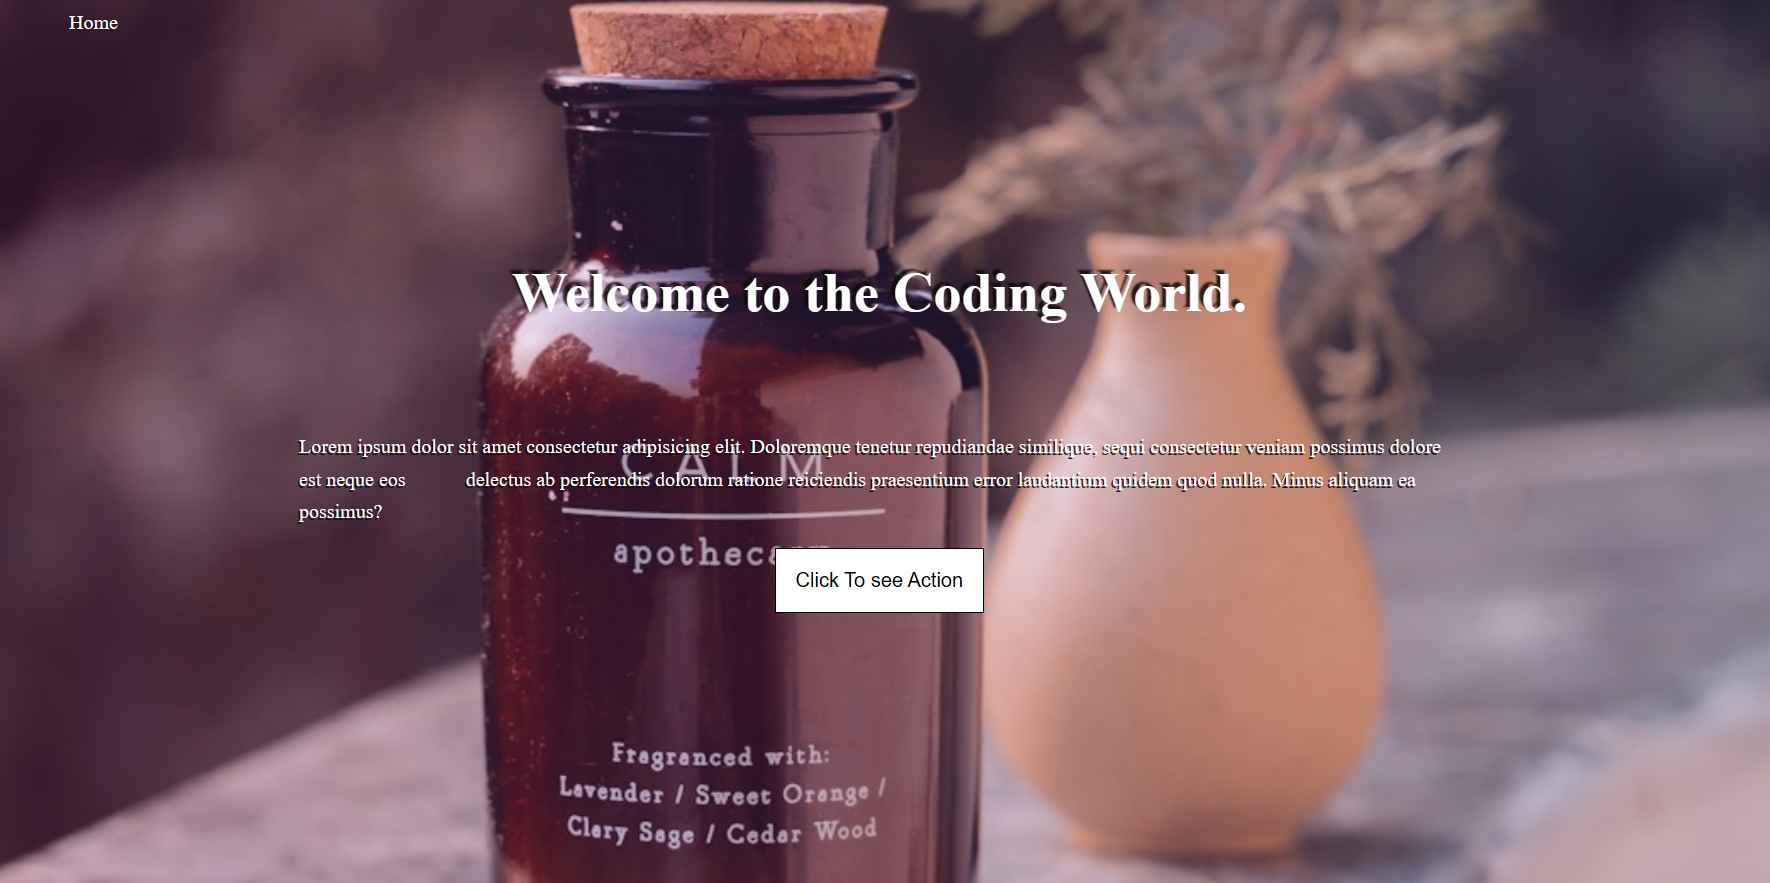 Home
Welcome to the Coding World.
Lorem ipsum dolor sit amet consectetur adipisicing elit. Doloremque tenetur repudiandae similique, sequi consectetur veniam possimus dolore
est neque eos delectus ab perferendis dolorum ratione reiciendis praesentium error laudantium quidem quod nulla. Minus aliquam ea
possimus?
CALM
Click To see Action
Fragranced with:
Lavender / Sweet Orange /
Clary Sage / Cedar Wood